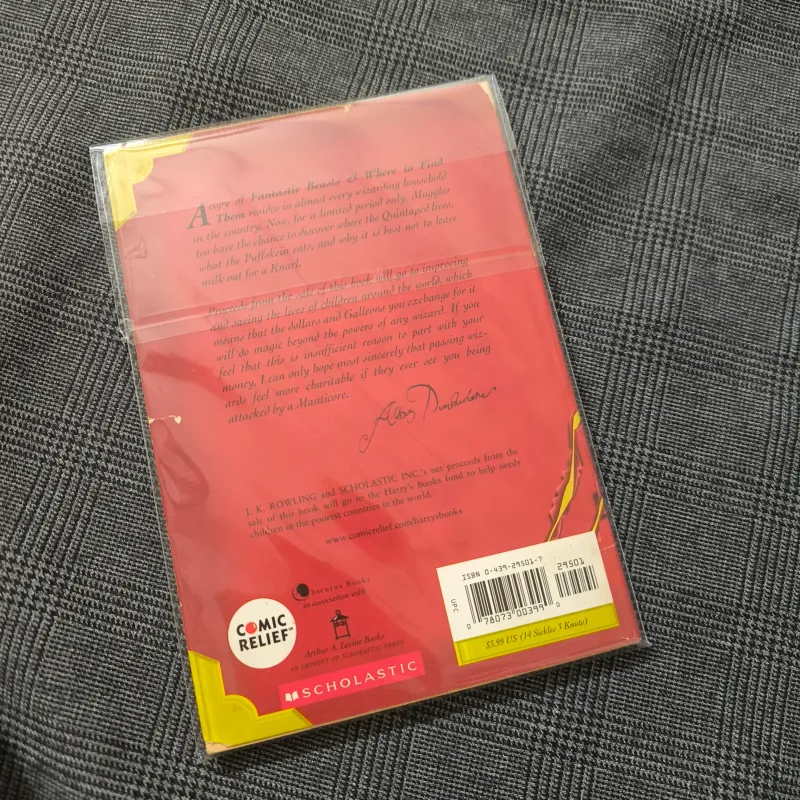 A copy of Fantastic Beasts & Where to Find
Them resides in almost every wizarding household
in the country. Now, for a limited period only, Muggles
too have the chance to discover where the Quintaped lives,
what the Puffskein eats, and why it is best not to leave
milk out for a Knarl.
Proceeds from the sale of this book will go to improving
and saving the lives of children around the world, which
means that the dollars and Galleons you exchange for it
will do magic beyond the powers of any wizard. If you
feel that this is insufficient reason to part with your
money, I can only hope most sincerely that passing wiz-
ards feel more charitable if they ever see you being
attacked by a Manticore.
Albus Dumbledore
J. K. ROWLING and SCHOLASTIC INC.'s net proceeds from the
sale of this book will go to the Harry's Books fund to help needy
children in the poorest countries in the world.
www.comicrelief.com/harrysbooks
Obscurus Books
in association with
Arthur A. Levine Books
AN IMPRINT OF SCHOLASTIC PRESS
SCHOLASTIC
COMIC
RELIEF™
ISBN 0-439-29501-7
29501
UPC
0 78073 00399 0
$3.99 US (14 Sickles 3 Knuts)